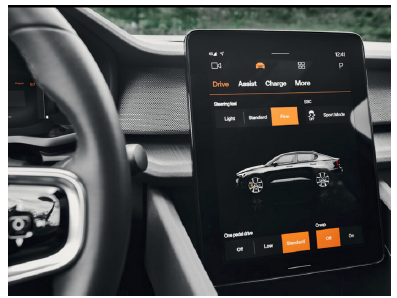 12:41
P
Drive Assist Charge More
Steering feel ESC
Light Standard Firm Sport Mode
One pedal drive Creep
Off Low Standard Off On